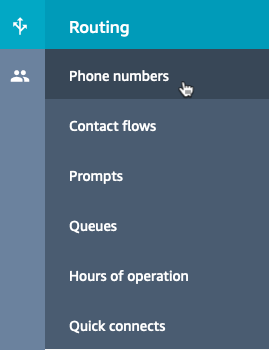 Routing
Phone numbers
Contact flows
Prompts
Queues
Hours of operation
Quick connects